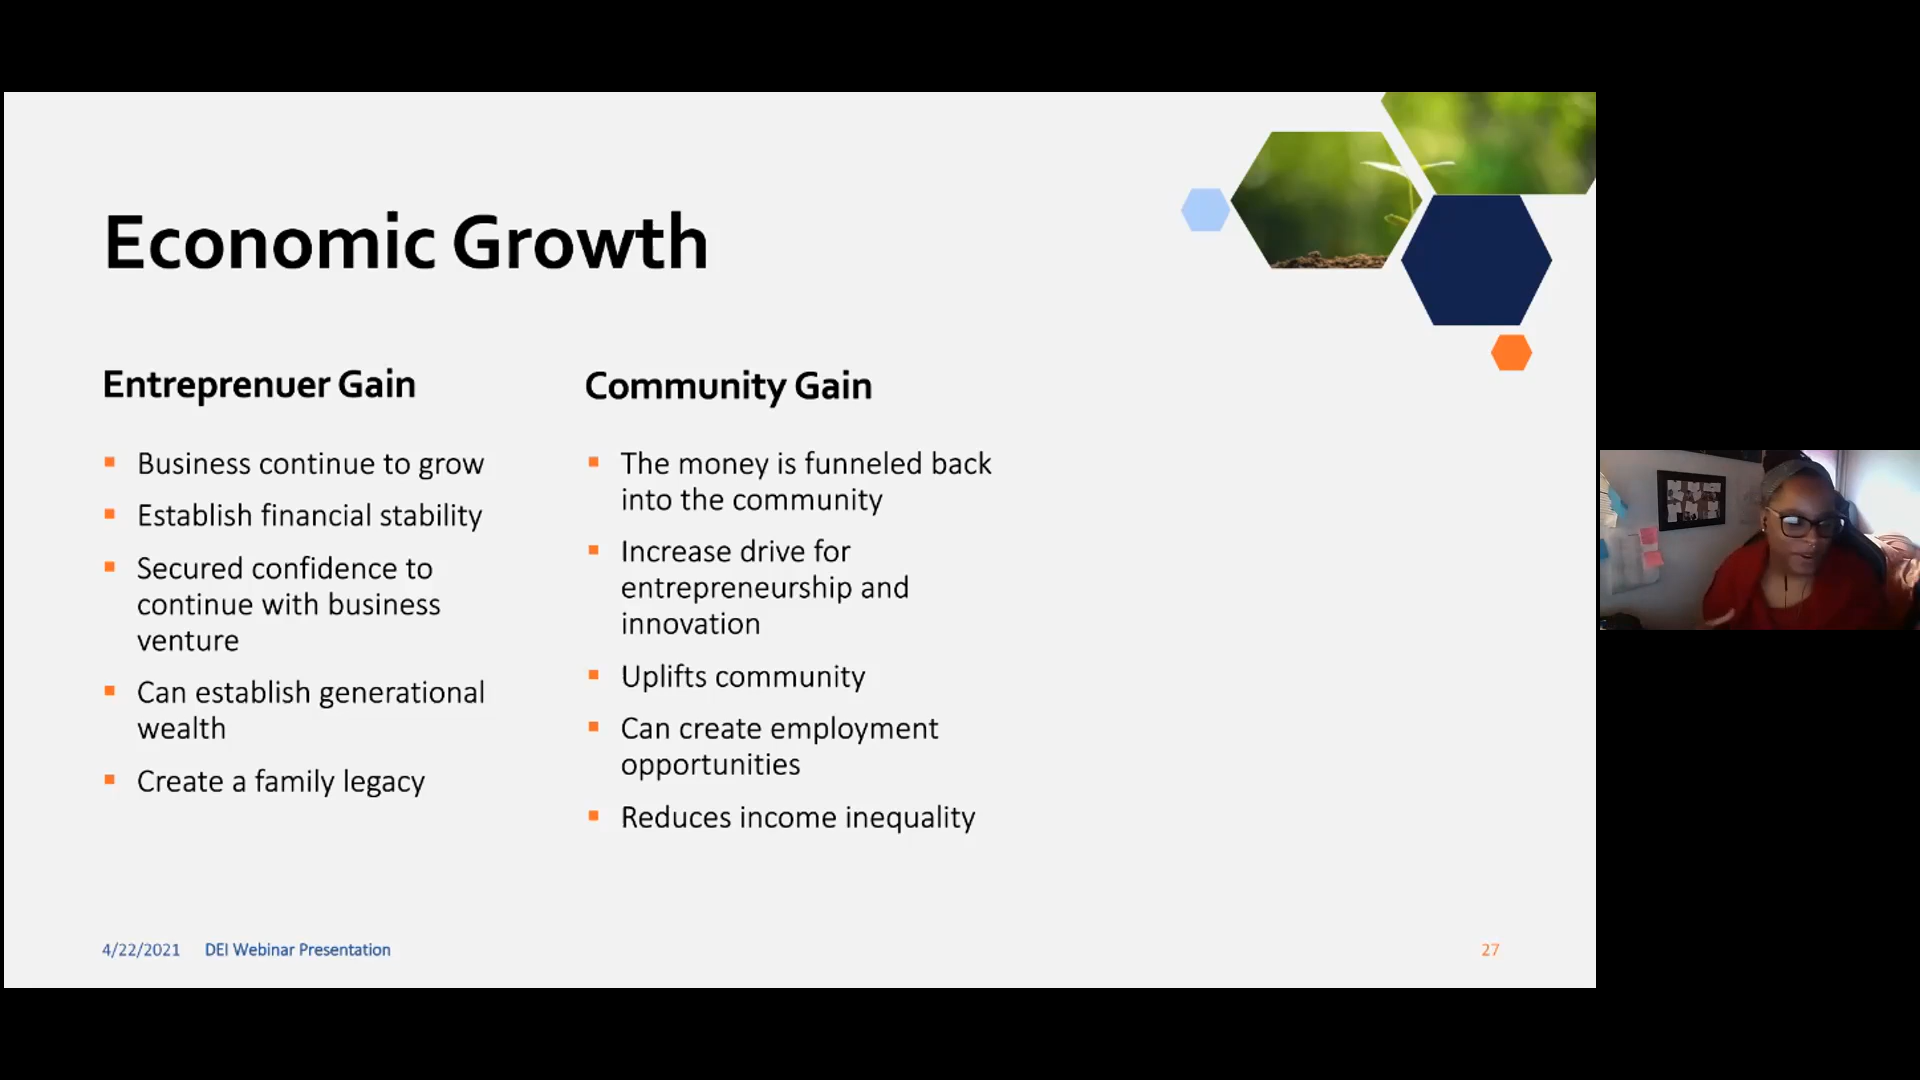 Economic Growth
Entreprenuer Gain
Business continue to grow
Establish financial stability
Secured confidence to
continue with business
venture
Can establish generational
wealth
Create a family legacy
Community Gain
The money is funneled back
into the community
Increase drive for
entrepreneurship and
innovation
Uplifts community
Can create employment
opportunities
Reduces income inequality
4/22/2021 DEI Webinar Presentation
27